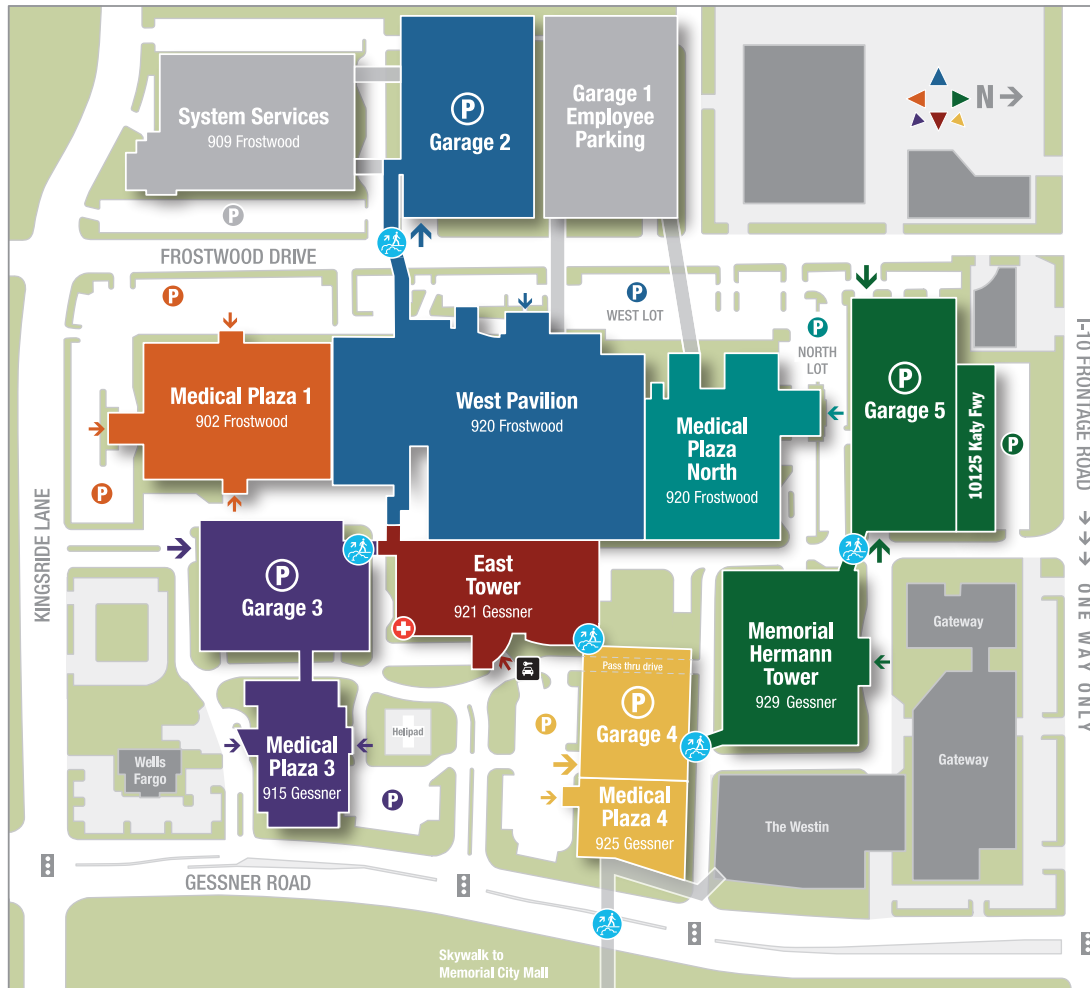 System Services
909 Frostwood
P
Garage 2
Garage 1
Employee
Parking
N
P
FROSTWOOD DRIVE
P
P
WEST LOT
P
NORTH
LOT
P
Garage 5
10125 Katy Fwy
P
I-10 FRONTAGE ROAD
ONE WAY ONLY
Medical Plaza 1
902 Frostwood
P
P
West Pavilion
920 Frostwood
Medical
Plaza
North
920 Frostwood
KINGSRIDE LANE
P
Garage 3
East
Tower
921 Gessner
Memorial
Hermann
Tower
929 Gessner
Gateway
Gateway
Pass thru drive
P
Garage 4
P
Helipad
Medical
Plaza 3
915 Gessner
P
Wells
Fargo
Medical
Plaza 4
925 Gessner
The Westin
GESSNER ROAD
Skywalk to
Memorial City Mall